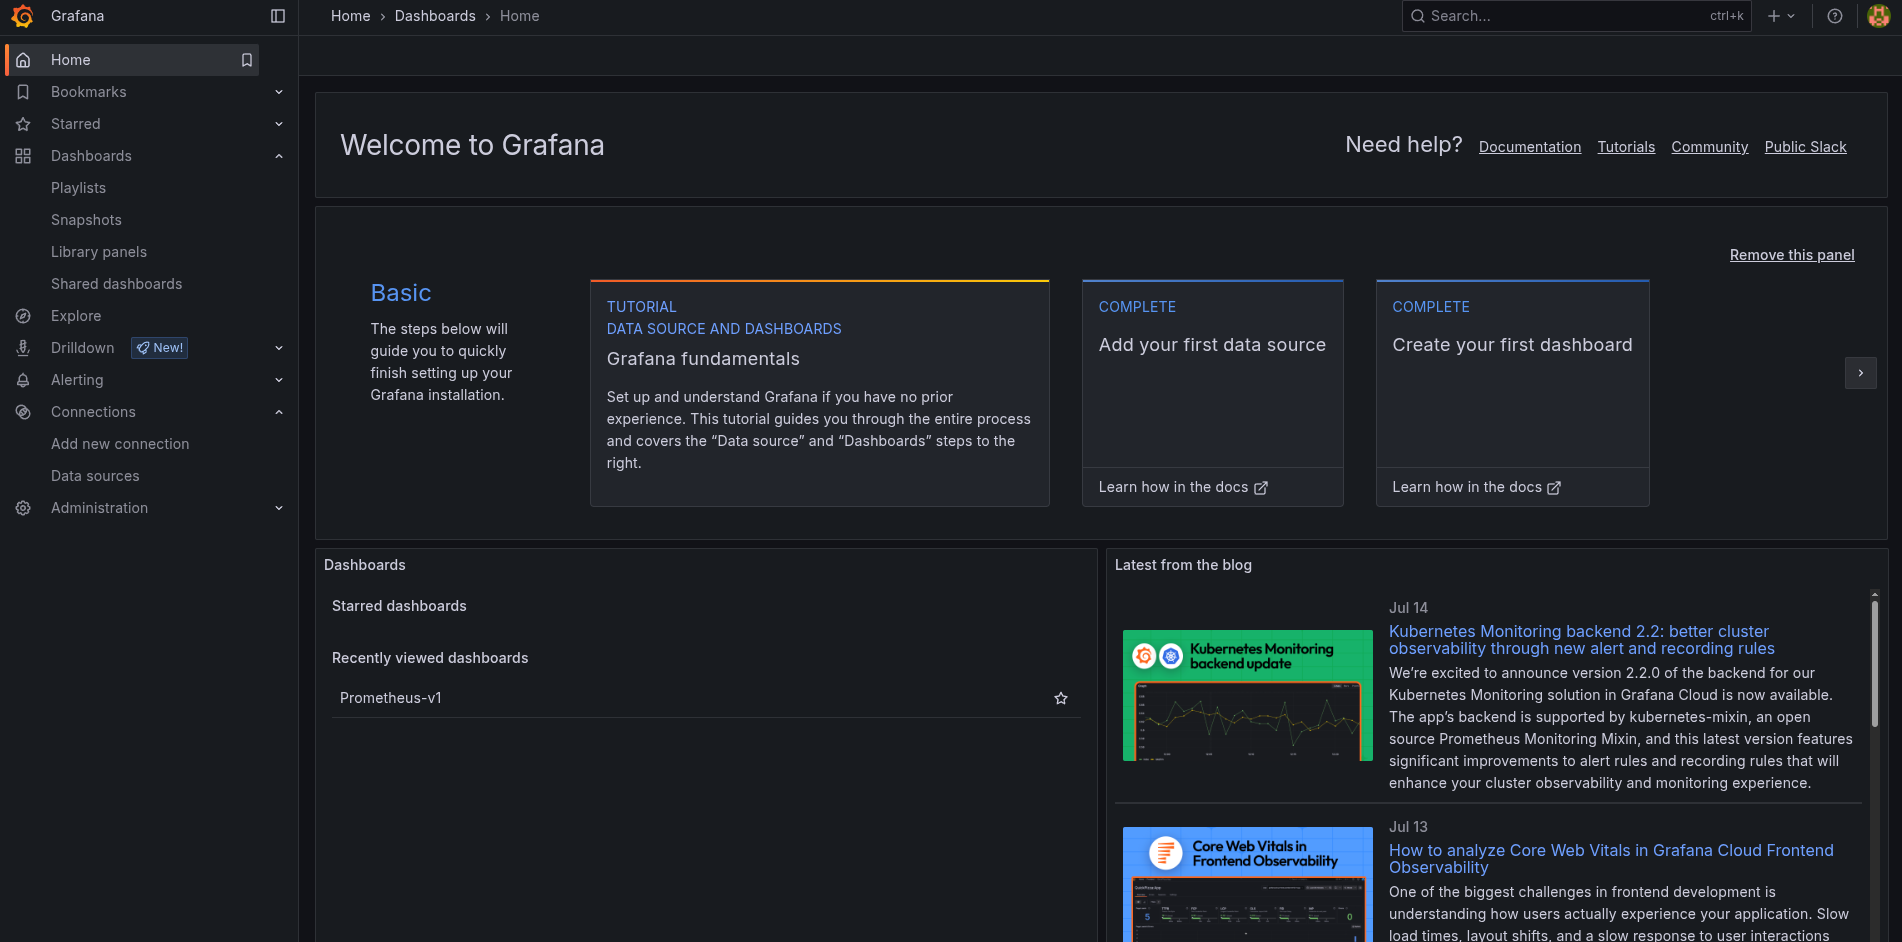 Grafana
Home › Dashboards › Home
Search...
ctrl+k
Home
Bookmarks
Starred
Dashboards
Playlists
Snapshots
Library panels
Shared dashboards
Explore
Drilldown New!
Alerting
Connections
Add new connection
Data sources
Administration
Welcome to Grafana
Need help? Documentation Tutorials Community Public Slack
Remove this panel
Basic
The steps below will
guide you to quickly
finish setting up your
Grafana installation.
TUTORIAL
DATA SOURCE AND DASHBOARDS
Grafana fundamentals
Set up and understand Grafana if you have no prior
experience. This tutorial guides you through the entire process
and covers the “Data source” and “Dashboards” steps to the
right.
COMPLETE
Add your first data source
Learn how in the docs
COMPLETE
Create your first dashboard
Learn how in the docs
Dashboards
Starred dashboards
Recently viewed dashboards
Prometheus-v1
Latest from the blog
Kubernetes Monitoring
backend update
Jul 14
Kubernetes Monitoring backend 2.2: better cluster
observability through new alert and recording rules
We’re excited to announce version 2.2.0 of the backend for our
Kubernetes Monitoring solution in Grafana Cloud is now available.
The app’s backend is supported by kubernetes-mixin, an open
source Prometheus Monitoring Mixin, and this latest version features
significant improvements to alert rules and recording rules that will
enhance your cluster observability and monitoring experience.
Core Web Vitals in
Frontend Observability
Jul 13
How to analyze Core Web Vitals in Grafana Cloud Frontend
Observability
One of the biggest challenges in frontend development is
understanding how users actually experience your application. Slow
load times, layout shifts, and a slow response to user interactions